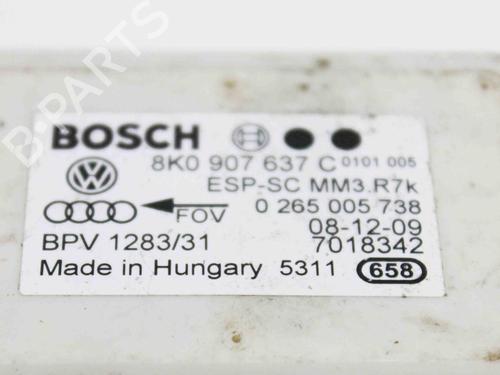 BOSCH
8K0 907 637 C 0101 005
ESP-SC MM3.R7k
FOV 0 265 005 738
08-12-09
BPV 1283/31 7018342
Made in Hungary 5311 658
B-PARTS